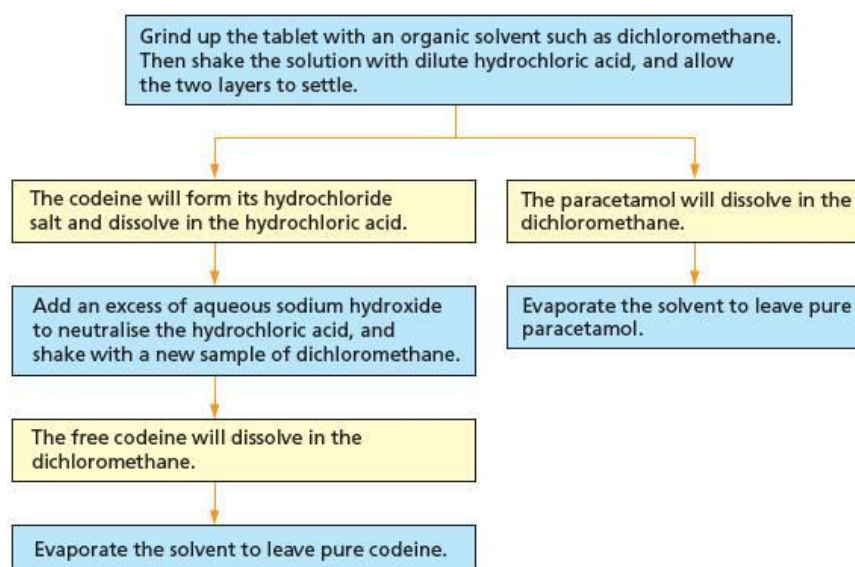 Grind up the tablet with an organic solvent such as dichloromethane.
Then shake the solution with dilute hydrochloric acid, and allow
the two layers to settle.
The codeine will form its hydrochloride
salt and dissolve in the hydrochloric acid.
The paracetamol will dissolve in the
dichloromethane.
Add an excess of aqueous sodium hydroxide
to neutralise the hydrochloric acid, and
shake with a new sample of dichloromethane.
Evaporate the solvent to leave pure
paracetamol.
The free codeine will dissolve in the
dichloromethane.
Evaporate the solvent to leave pure codeine.